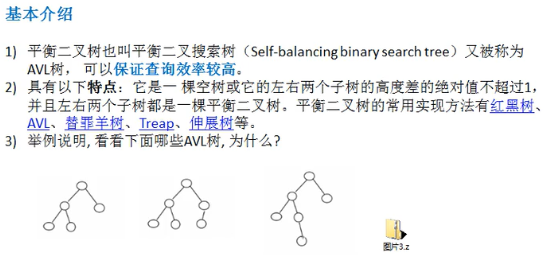 基本介绍
1) 平衡二叉树也叫平衡二叉搜索树（Self-balancing binary search tree）又被称为
AVL树， 可以保证查询效率较高。
2) 具有以下特点：它是一 棵空树或它的左右两个子树的高度差的绝对值不超过1，
并且左右两个子树都是一棵平衡二叉树。平衡二叉树的常用实现方法有红黑树、
AVL、替罪羊树、Treap、伸展树等。
3) 举例说明, 看看下面哪些AVL树, 为什么?
图片3.z